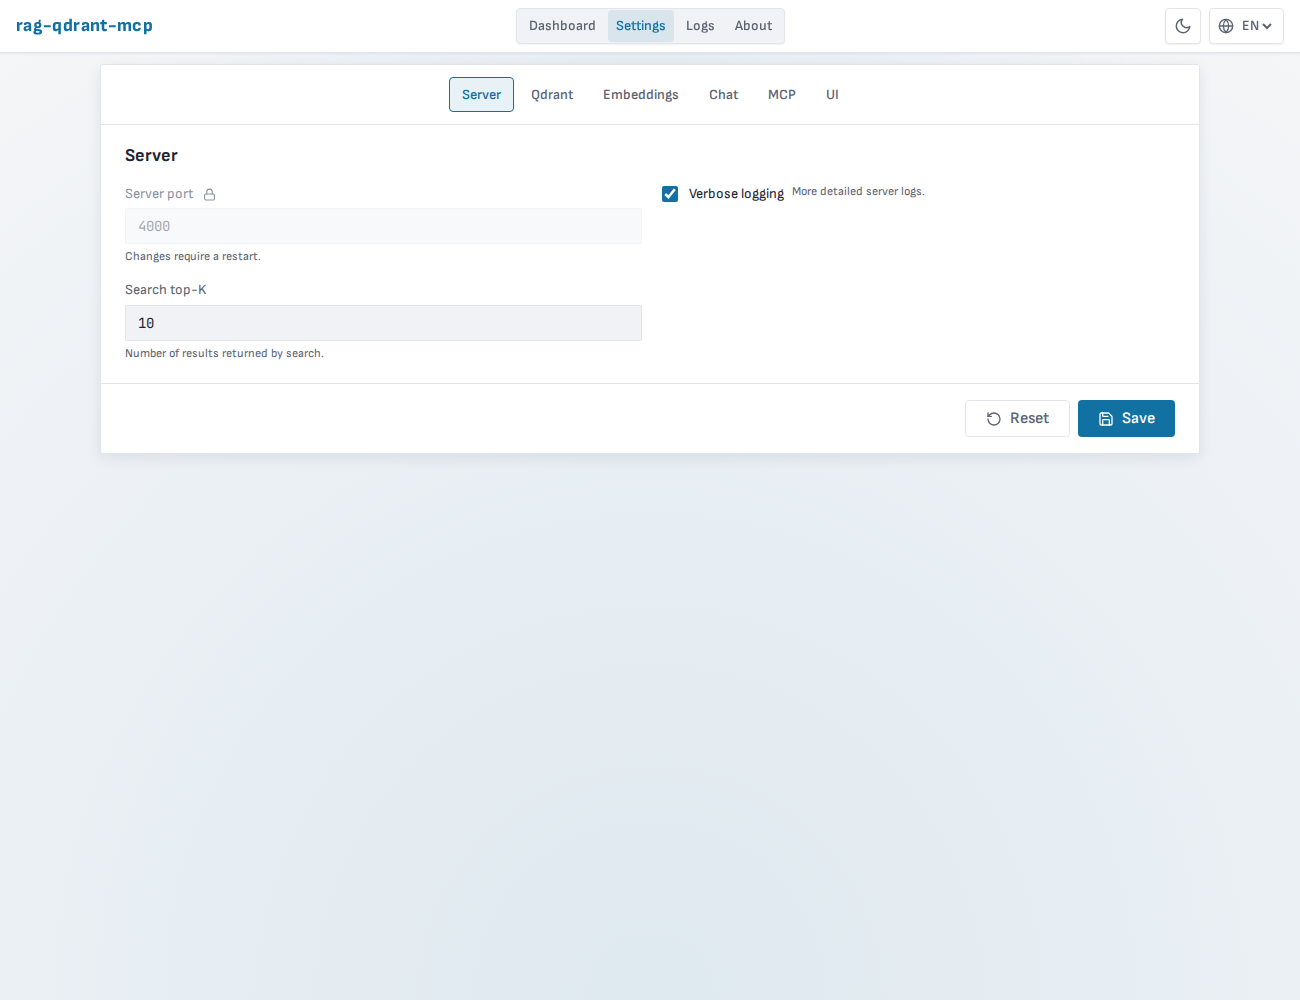 rag-qdrant-mcp
Dashboard Settings Logs About
EN
Server Qdrant Embeddings Chat MCP UI
Server
Server port
4000
Changes require a restart.
Verbose logging More detailed server logs.
Search top-K
10
Number of results returned by search.
Reset Save